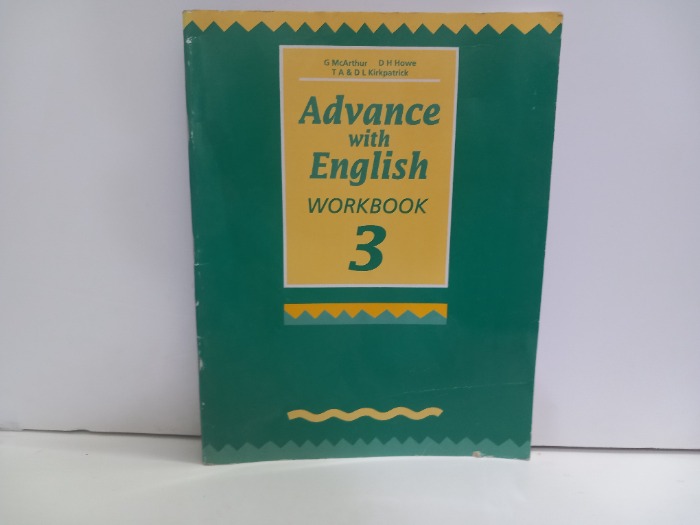 G McArthur D H Howe
T A & D L Kirkpatrick
Advance
with
English
WORKBOOK
3